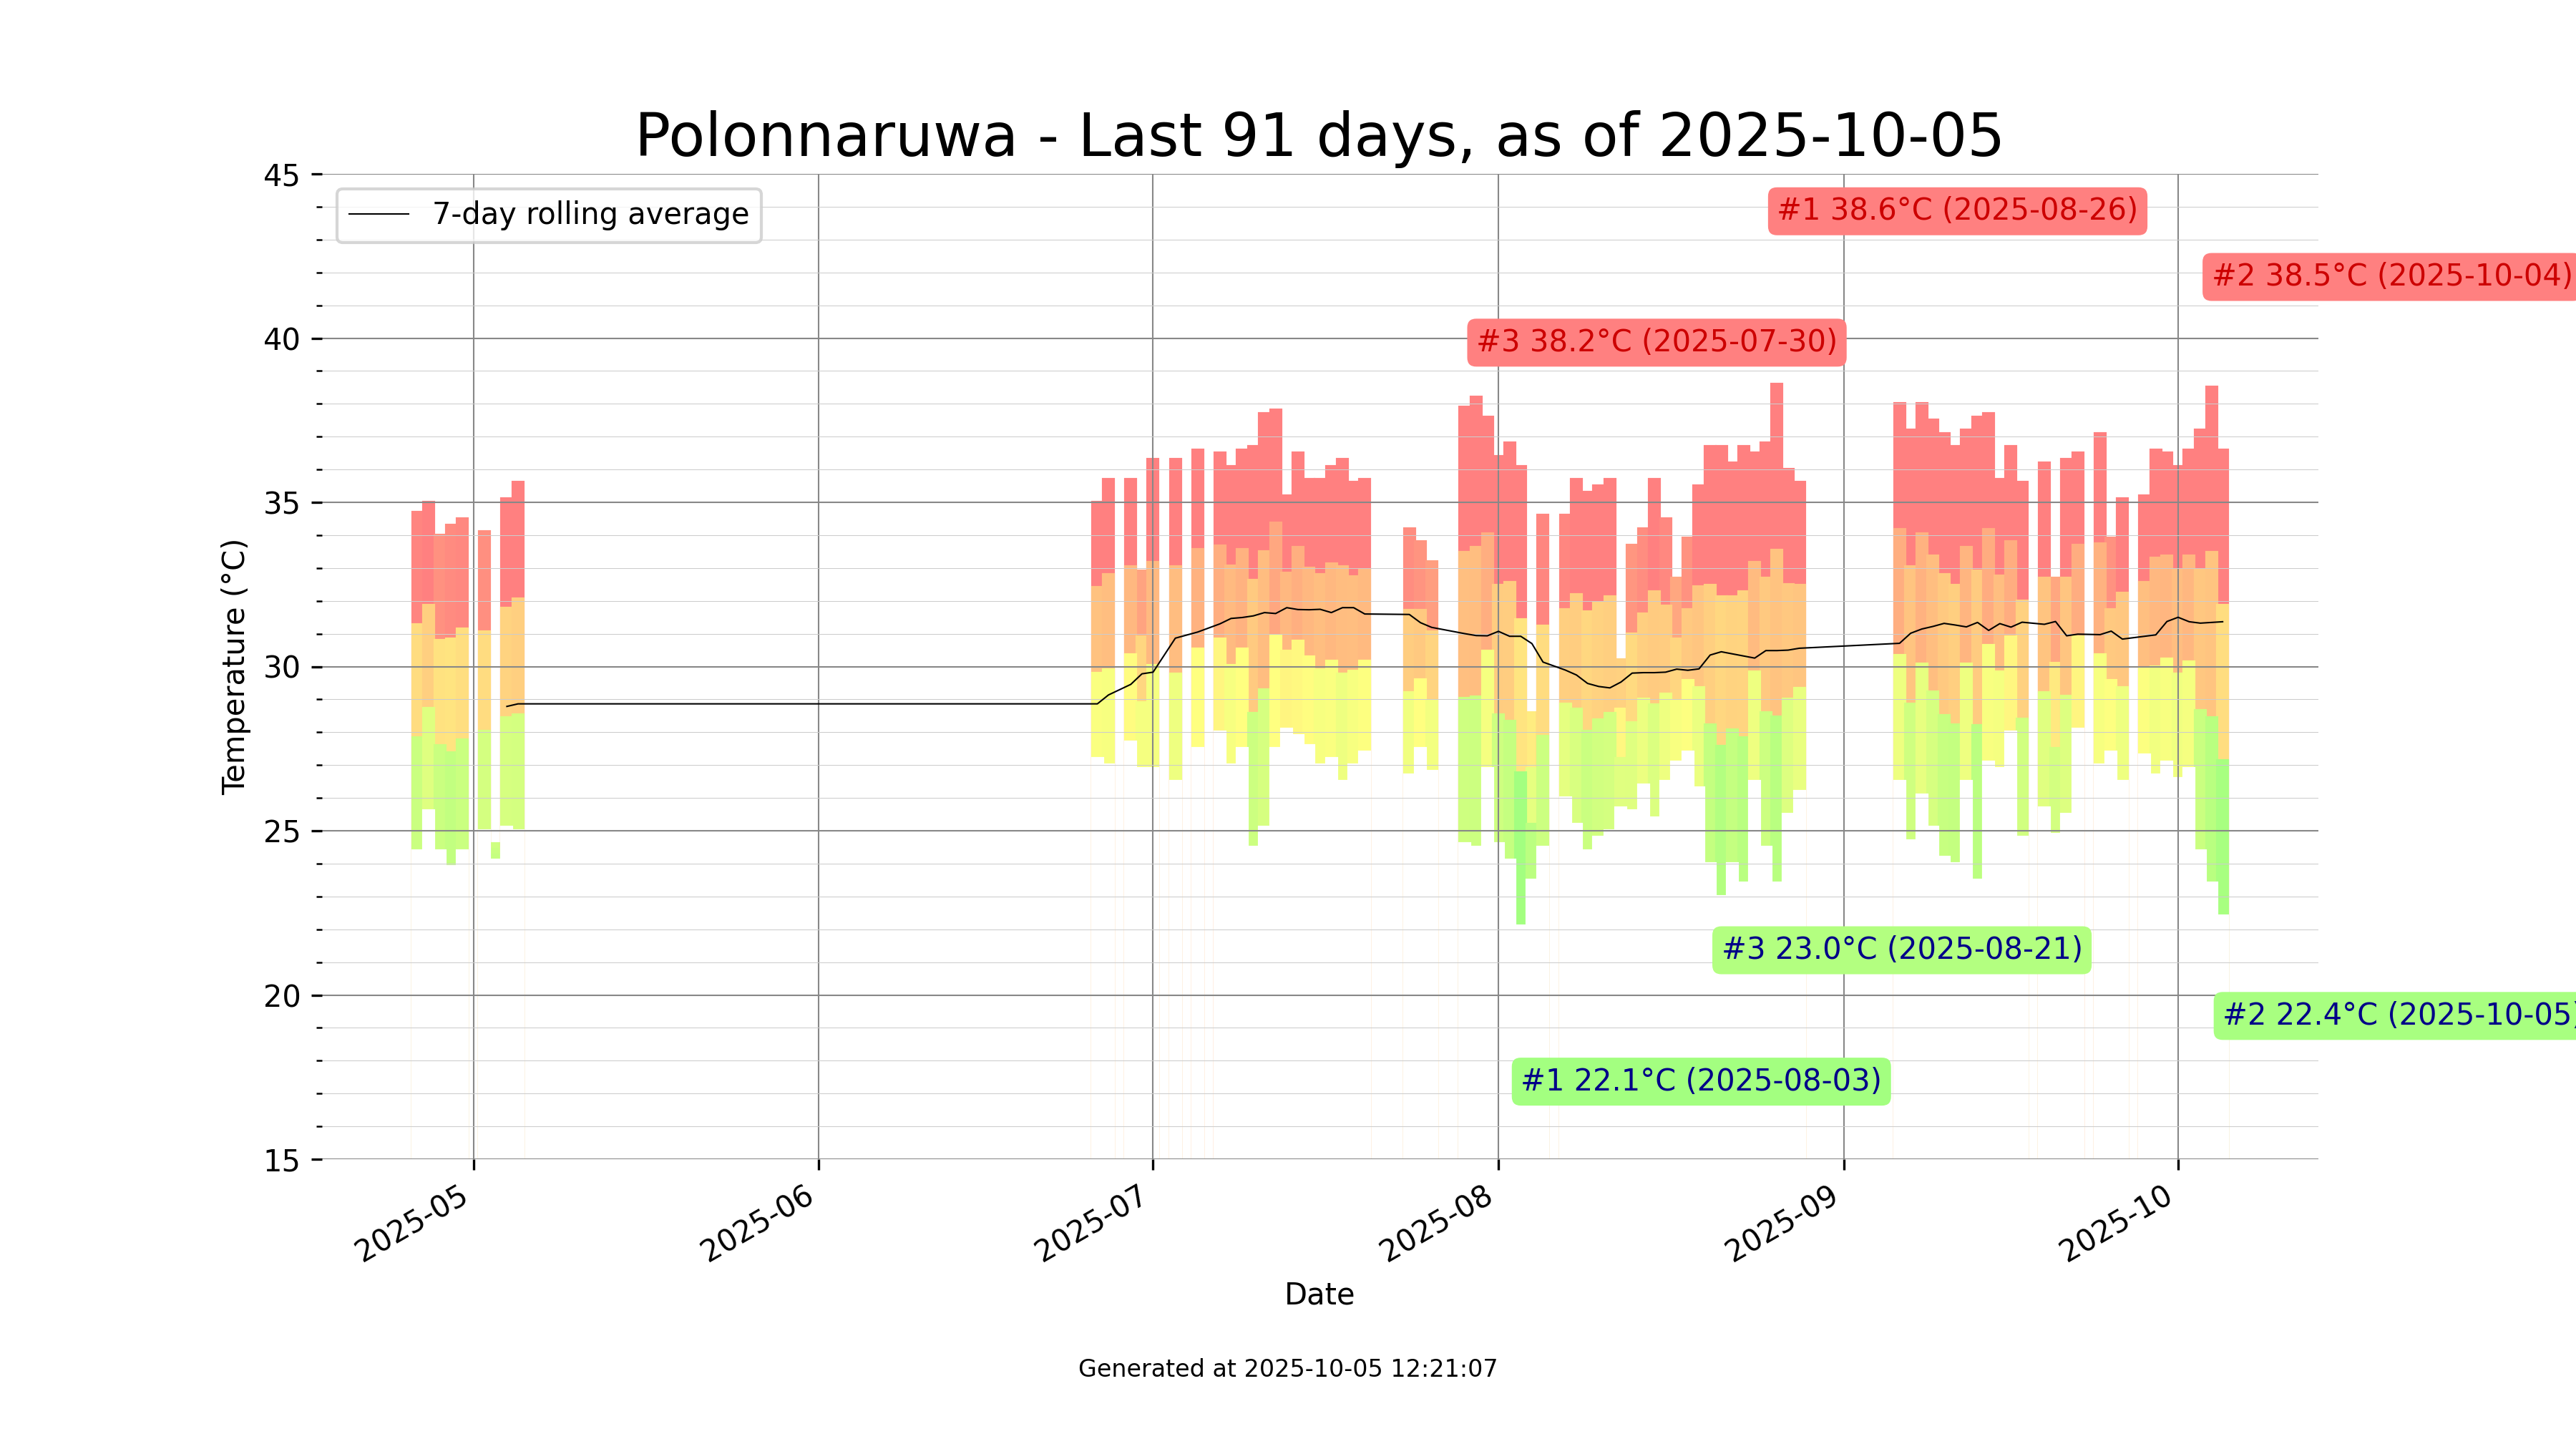 Polonnaruwa - Last 91 days, as of 2025-10-05
45
7-day rolling average
#1 38.6°C (2025-08-26)
#2 38.5°C (2025-10-04)
40
#3 38.2°C (2025-07-30)
35
Temperature (°C)
30
25
#3 23.0°C (2025-08-21)
20
#2 22.4°C (2025-10-05)
#1 22.1°C (2025-08-03)
15
2025-05
2025-06
2025-07
2025-08
2025-09
2025-10
Date
Generated at 2025-10-05 12:21:07